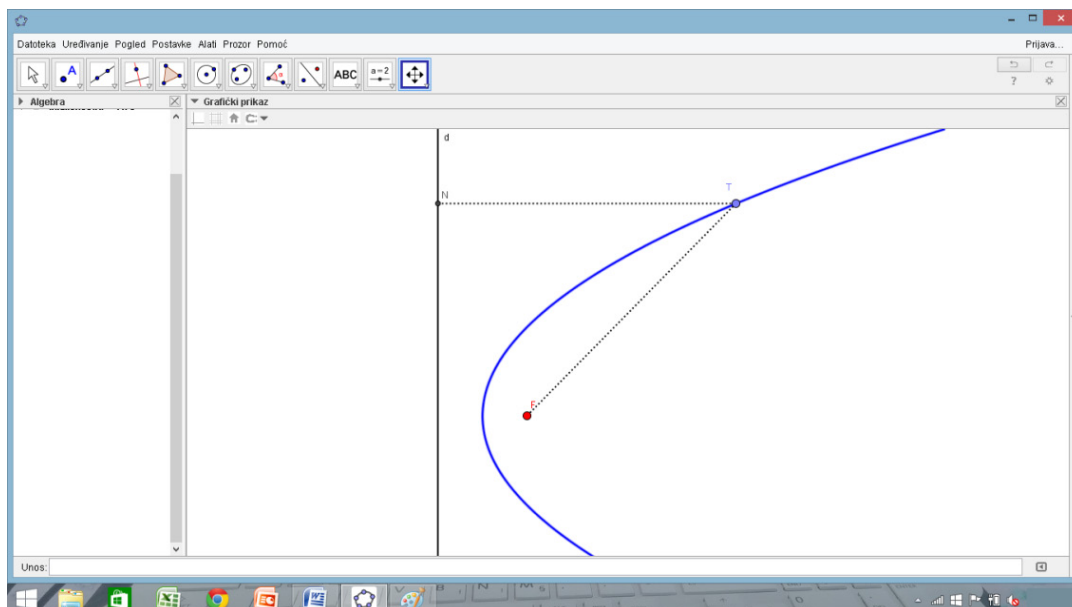 Datoteka Uređivanje Pogled Postavke Alati Prozor Pomoć
Prijava...
A
ABC
a=2
?
Algebra
Grafički prikaz
d
N
T
F
Unos: